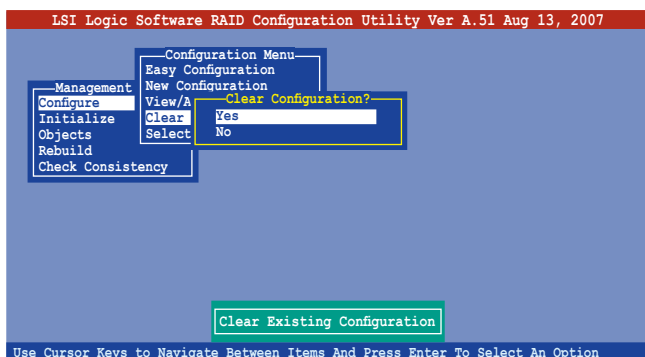 LSI Logic Software RAID Configuration Utility Ver A.51 Aug 13, 2007
Configuration Menu
Easy Configuration
New Configuration
View/A
Clear
Select
Management
Configure
Initialize
Objects
Rebuild
Check Consistency
Clear Configuration?
Yes
No
Clear Existing Configuration
Use Cursor Keys to Navigate Between Items And Press Enter To Select An Option